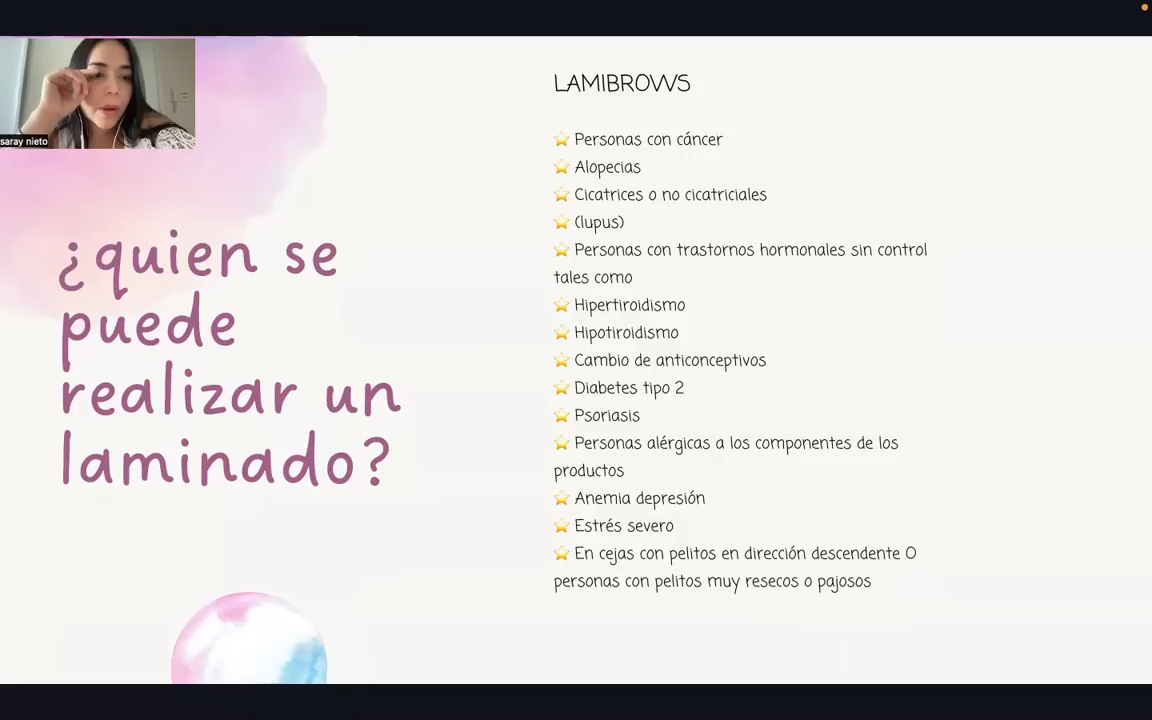 saray nieto
¿quien se
puede
realizar un
laminado?
LAMIBROWS
⭐ Personas con cáncer
⭐ Alopecias
⭐ Cicatrices o no cicatriciales
⭐ (lupus)
⭐ Personas con trastornos hormonales sin control
tales como
⭐ Hipertiroidismo
⭐ Hipotiroidismo
⭐ Cambio de anticonceptivos
⭐ Diabetes tipo 2
⭐ Psoriasis
⭐ Personas alérgicas a los componentes de los
productos
⭐ Anemia depresión
⭐ Estrés severo
⭐ En cejas con pelitos en dirección descendente O
personas con pelitos muy resecos o pajosos